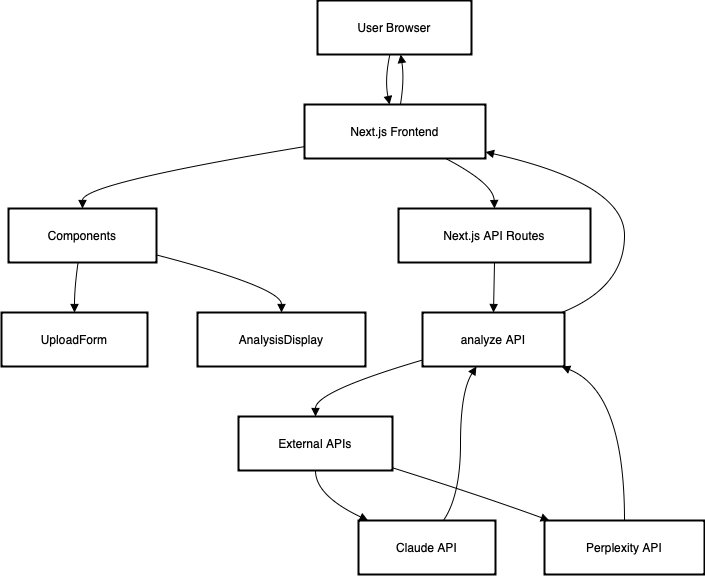 User Browser
Next.js Frontend
Components
Next.js API Routes
UploadForm
AnalysisDisplay
analyze API
External APIs
Claude API
Perplexity API